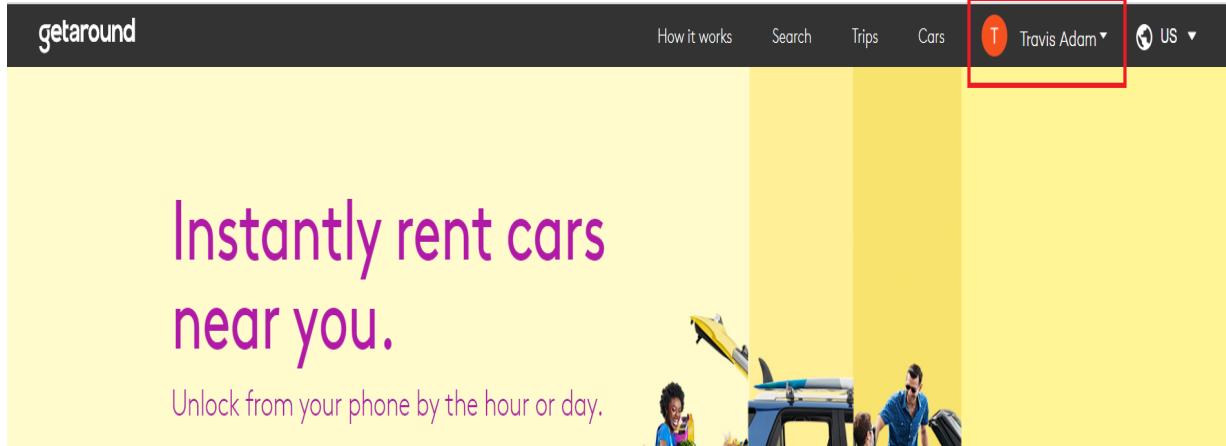 getaround How it works Search Trips Cars T Travis Adam US
Instantly rent cars
near you.
Unlock from your phone by the hour or day.